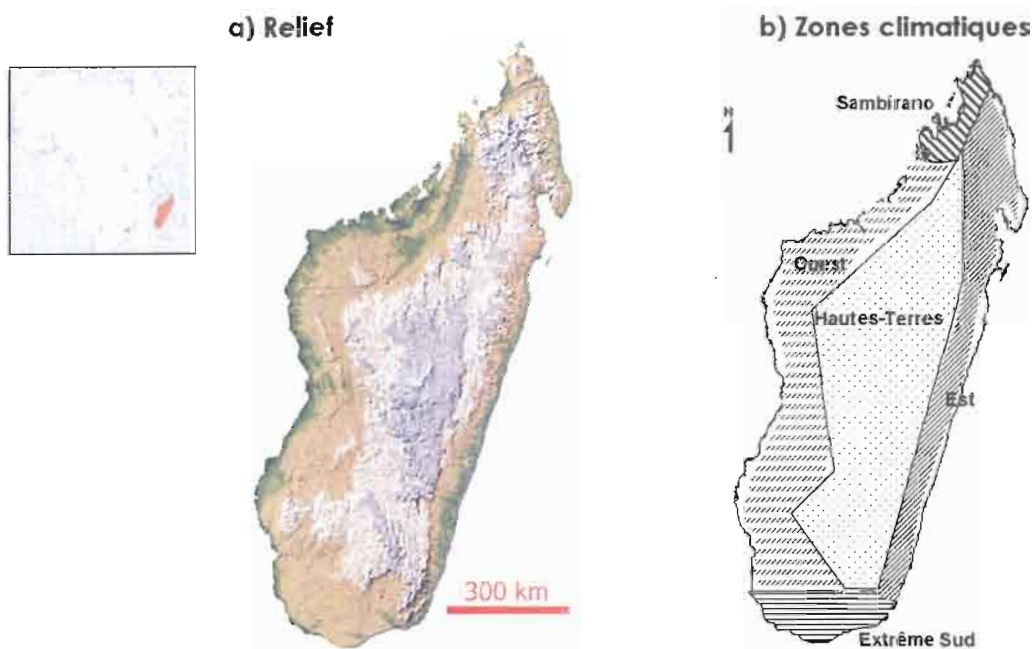 a) Relief
b) Zones climatiques
Sambirano
N
Ouest
Hautes-Terres
Est
300 km
Extrême Sud